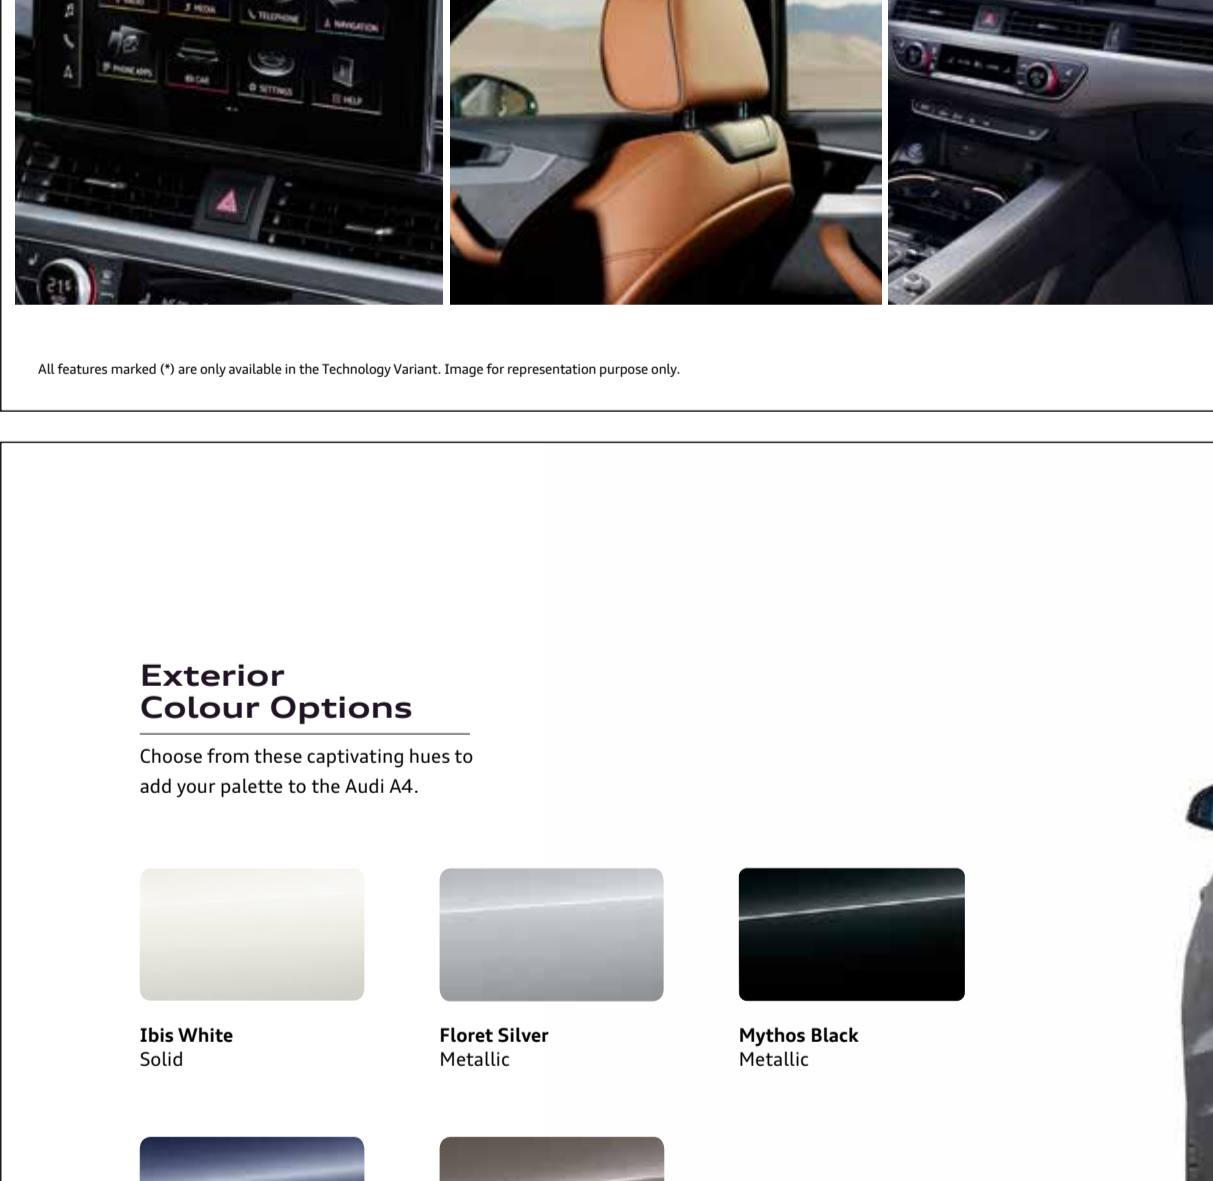 MEDIA
TELEPHONE
NAVIGATION
PHONE APPS
CAR
SETTINGS
HELP
All features marked (*) are only available in the Technology Variant. Image for representation purpose only.
Exterior
Colour Options
Choose from these captivating hues to
add your palette to the Audi A4.
Ibis White
Solid
Floret Silver
Metallic
Mythos Black
Metallic